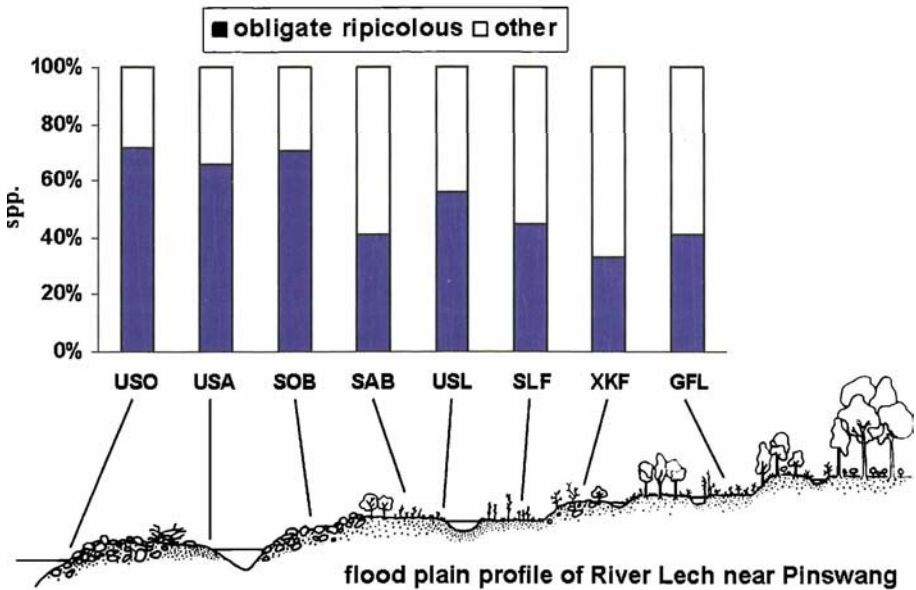 obligate ripicolous other
100%
80%
60%
40%
20%
0%
spp.
USO USA SOB SAB USL SLF XKF GFL
flood plain profile of River Lech near Pinswang